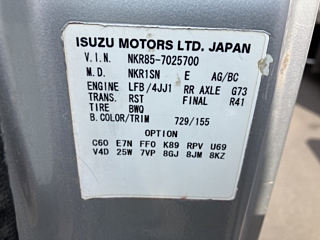 ISUZU MOTORS LTD. JAPAN
V.I.N. NKR85-7025700
M.D. NKR1SN E AG/BC
ENGINE LFB/4JJ1 RR AXLE G73
TRANS. RST FINAL R41
TIRE BWQ
B.COLOR/TRIM 729/155
OPTION
C60 E7N FF0 K89 RPV U69
V4D 25W 7VP 8GJ 8JM 8KZ